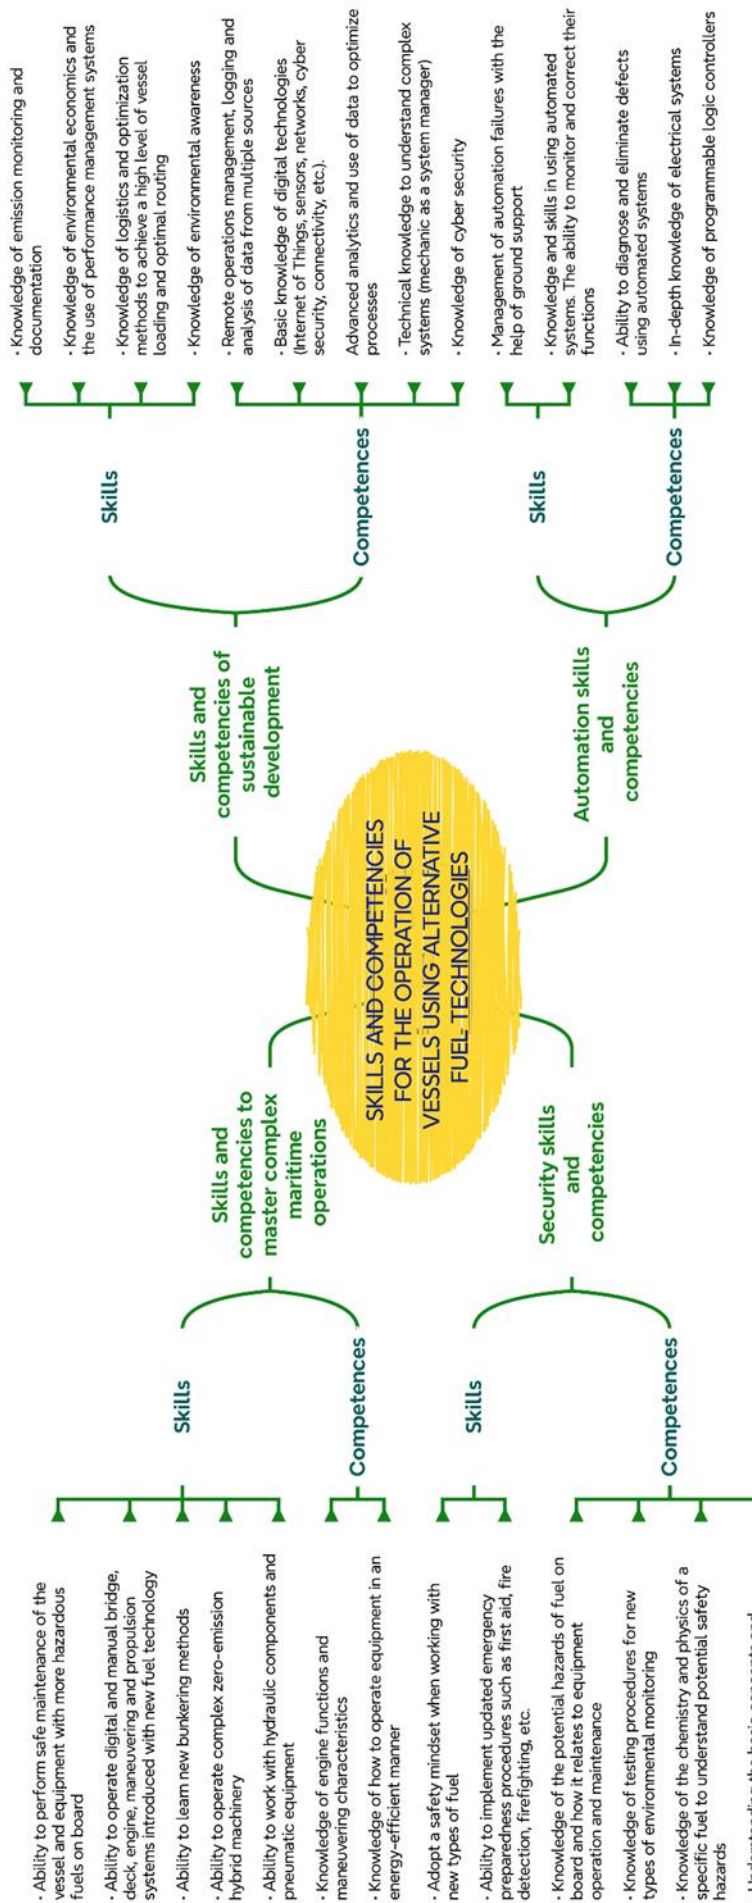 SKILLS AND COMPETENCIES
FOR THE OPERATION OF
VESSELS USING ALTERNATIVE
FUEL TECHNOLOGIES
Skills and
competencies to
master complex
maritime
operations
Skills
- Ability to perform safe maintenance of the
vessel and equipment with more hazardous
fuels on board
- Ability to operate digital and manual bridge,
deck, engine, maneuvering and propulsion
systems introduced with new fuel technology
- Ability to learn new bunkering methods
- Ability to operate complex zero-emission
hybrid machinery
- Ability to work with hydraulic components and
pneumatic equipment
Competences
- Knowledge of engine functions and
maneuvering characteristics
- Knowledge of how to operate equipment in an
energy-efficient manner
Security skills
and
competencies
Skills
- Adopt a safety mindset when working with
new types of fuel
- Ability to implement updated emergency
preparedness procedures such as first aid, fire
detection, firefighting, etc.
Competences
- Knowledge of the potential hazards of fuel on
board and how it relates to equipment
operation and maintenance
- Knowledge of testing procedures for new
types of environmental monitoring
- Knowledge of the chemistry and physics of a
specific fuel to understand potential safety
hazards
Skills and
competencies of
sustainable
development
Skills
- Knowledge of emission monitoring and
documentation
- Knowledge of environmental economics and
the use of performance management systems
- Knowledge of logistics and optimization
methods to achieve a high level of vessel
loading and optimal routing
- Knowledge of environmental awareness
Competences
- Remote operations management, logging and
analysis of data from multiple sources
- Basic knowledge of digital technologies
(Internet of Things, sensors, networks, cyber
security, connectivity, etc.).
Advanced analytics and use of data to optimize
processes
- Technical knowledge to understand complex
systems (mechanic as a system manager)
- Knowledge of cyber security
Automation skills
and
competencies
Skills
- Management of automation failures with the
help of ground support
- Knowledge and skills in using automated
systems. The ability to monitor and correct their
functions
Competences
- Ability to diagnose and eliminate defects
using automated systems
- In-depth knowledge of electrical systems
- Knowledge of programmable logic controllers